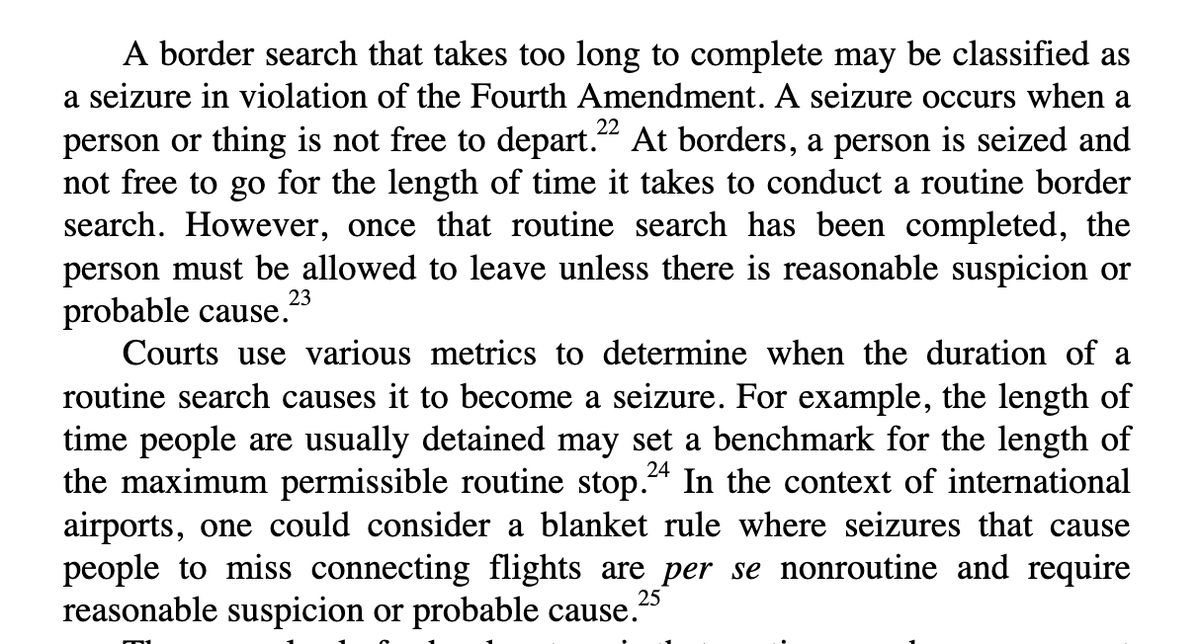 A border search that takes too long to complete may be classified as
a seizure in violation of the Fourth Amendment. A seizure occurs when a
person or thing is not free to depart.22 At borders, a person is seized and
not free to go for the length of time it takes to conduct a routine border
search. However, once that routine search has been completed, the
person must be allowed to leave unless there is reasonable suspicion or
probable cause.23
Courts use various metrics to determine when the duration of a
routine search causes it to become a seizure. For example, the length of
time people are usually detained may set a benchmark for the length of
the maximum permissible routine stop.24 In the context of international
airports, one could consider a blanket rule where seizures that cause
people to miss connecting flights are per se nonroutine and require
reasonable suspicion or probable cause.25